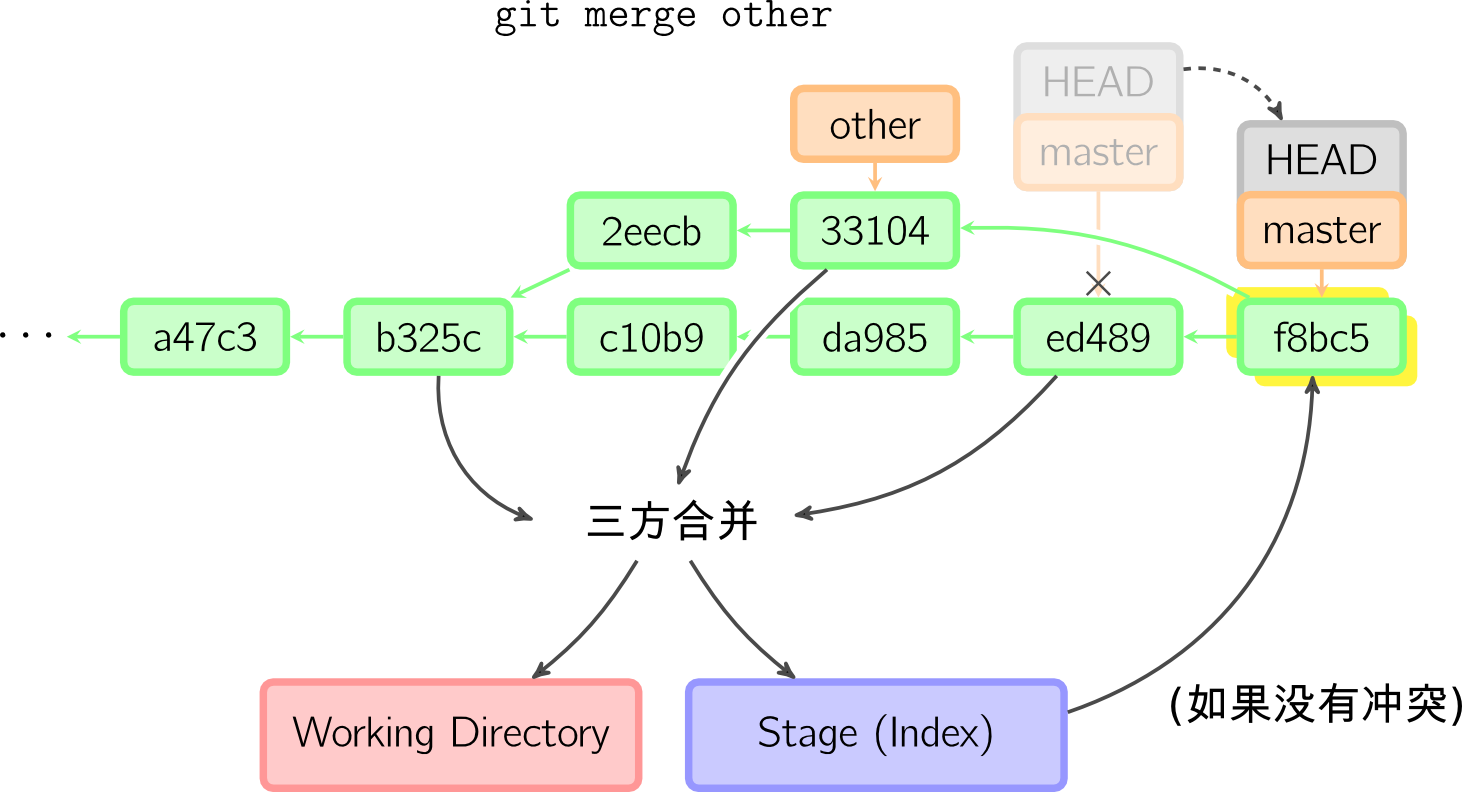 git merge other
HEAD
other
HEAD
master
2eecb
33104
master
...
a47c3
b325c
c10b9
da985
ed489
f8bc5
三方合并
(如果没有冲突)
Working Directory
Stage (Index)